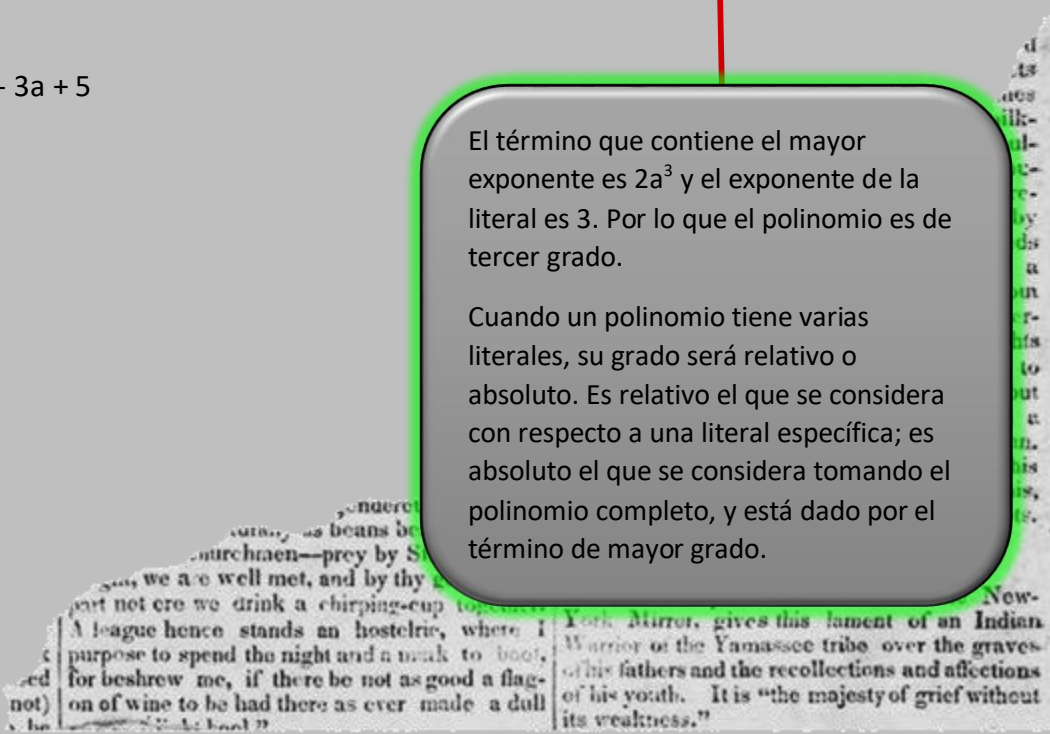 - 3a + 5
El término que contiene el mayor
exponente es 2a³ y el exponente de la
literal es 3. Por lo que el polinomio es de
tercer grado.
Cuando un polinomio tiene varias
literales, su grado será relativo o
absoluto. Es relativo el que se considera
con respecto a una literal específica; es
absoluto el que se considera tomando el
polinomio completo, y está dado por el
término de mayor grado.
as beans
prey by
we are well met, and by thy
part not ere we drink a chirping-cup together.
A league hence stands an hostelrie, where I
purpose to spend the night and a mask to boot,
for beshrew me, if there be not as good a flag-
not) on of wine to be had there as ever made a dull
New-
York Mirror, gives this lament of an Indian
Warrior of the Yamassee tribe over the graves
of his fathers and the recollections and affections
of his youth. It is "the majesty of grief without
its weakness."